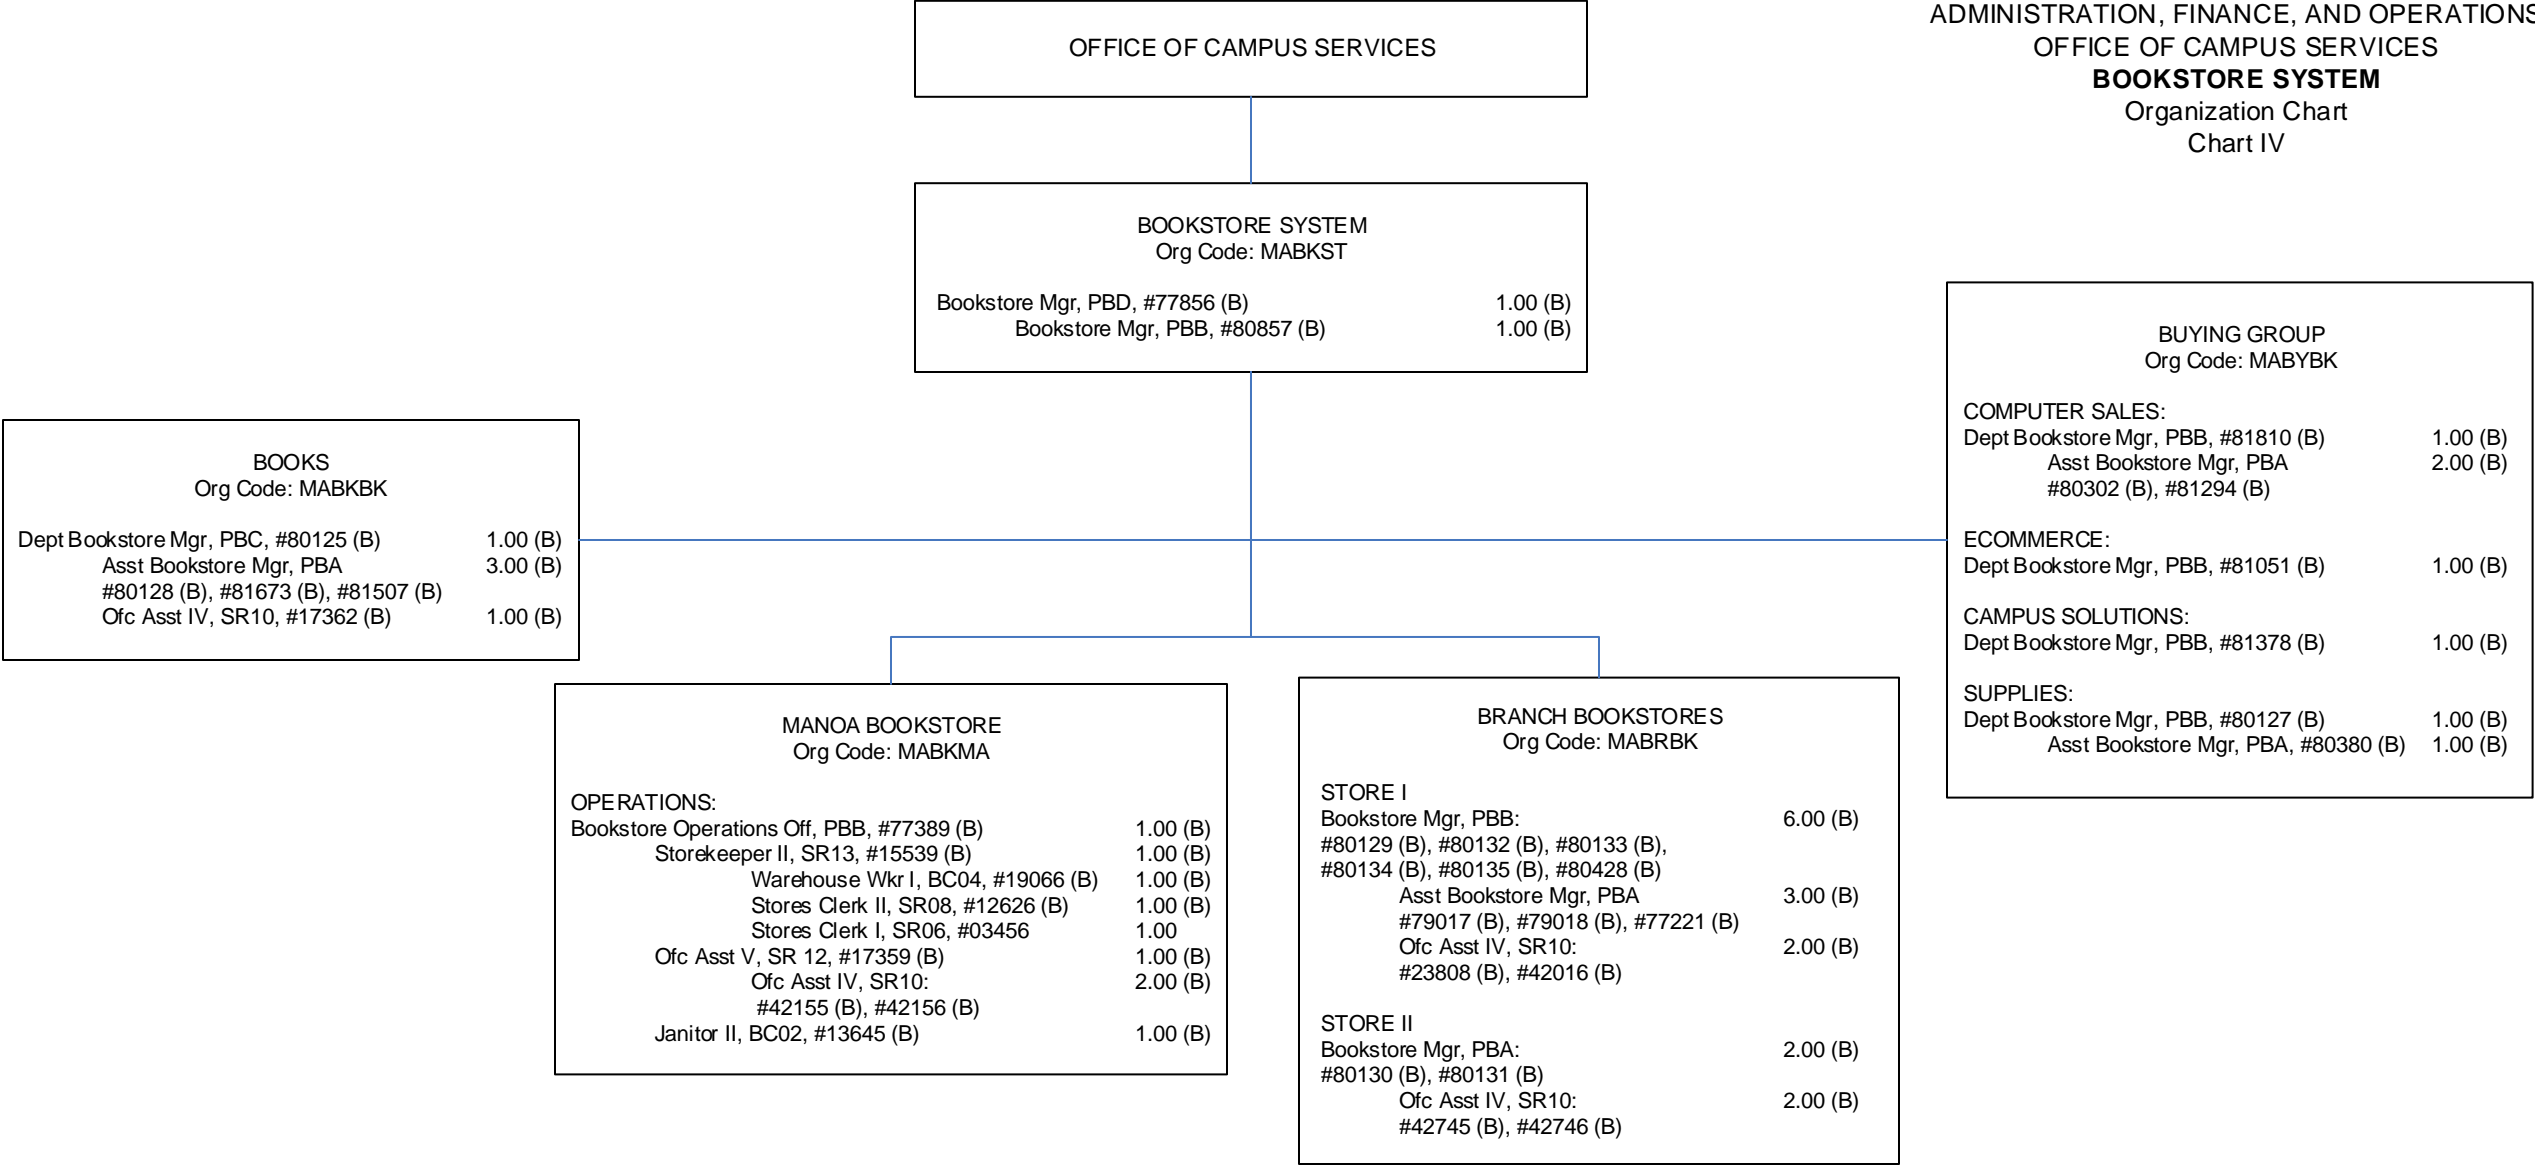 ADMINISTRATION, FINANCE, AND OPERATIONS
OFFICE OF CAMPUS SERVICES
BOOKSTORE SYSTEM
Organization Chart
Chart IV
OFFICE OF CAMPUS SERVICES
BOOKSTORE SYSTEM
Org Code: MABKST
Bookstore Mgr, PBD, #77856 (B) 1.00 (B)
Bookstore Mgr, PBB, #80857 (B) 1.00 (B)
BOOKS
Org Code: MABKBK
Dept Bookstore Mgr, PBC, #80125 (B) 1.00 (B)
Asst Bookstore Mgr, PBA 3.00 (B)
#80128 (B), #81673 (B), #81507 (B)
Ofc Asst IV, SR10, #17362 (B) 1.00 (B)
MANOA BOOKSTORE
Org Code: MABKMA
OPERATIONS:
Bookstore Operations Off, PBB, #77389 (B) 1.00 (B)
Storekeeper II, SR13, #15539 (B) 1.00 (B)
Warehouse Wkr I, BC04, #19066 (B) 1.00 (B)
Stores Clerk II, SR08, #12626 (B) 1.00 (B)
Stores Clerk I, SR06, #03456 1.00
Ofc Asst V, SR 12, #17359 (B) 1.00 (B)
Ofc Asst IV, SR10: 2.00 (B)
#42155 (B), #42156 (B)
Janitor II, BC02, #13645 (B) 1.00 (B)
BRANCH BOOKSTORES
Org Code: MABRBK
STORE I
Bookstore Mgr, PBB: 6.00 (B)
#80129 (B), #80132 (B), #80133 (B),
#80134 (B), #80135 (B), #80428 (B)
Asst Bookstore Mgr, PBA 3.00 (B)
#79017 (B), #79018 (B), #77221 (B)
Ofc Asst IV, SR10: 2.00 (B)
#23808 (B), #42016 (B)
STORE II
Bookstore Mgr, PBA: 2.00 (B)
#80130 (B), #80131 (B)
Ofc Asst IV, SR10: 2.00 (B)
#42745 (B), #42746 (B)
BUYING GROUP
Org Code: MABYBK
COMPUTER SALES:
Dept Bookstore Mgr, PBB, #81810 (B) 1.00 (B)
Asst Bookstore Mgr, PBA 2.00 (B)
#80302 (B), #81294 (B)
ECOMMERCE:
Dept Bookstore Mgr, PBB, #81051 (B) 1.00 (B)
CAMPUS SOLUTIONS:
Dept Bookstore Mgr, PBB, #81378 (B) 1.00 (B)
SUPPLIES:
Dept Bookstore Mgr, PBB, #80127 (B) 1.00 (B)
Asst Bookstore Mgr, PBA, #80380 (B) 1.00 (B)